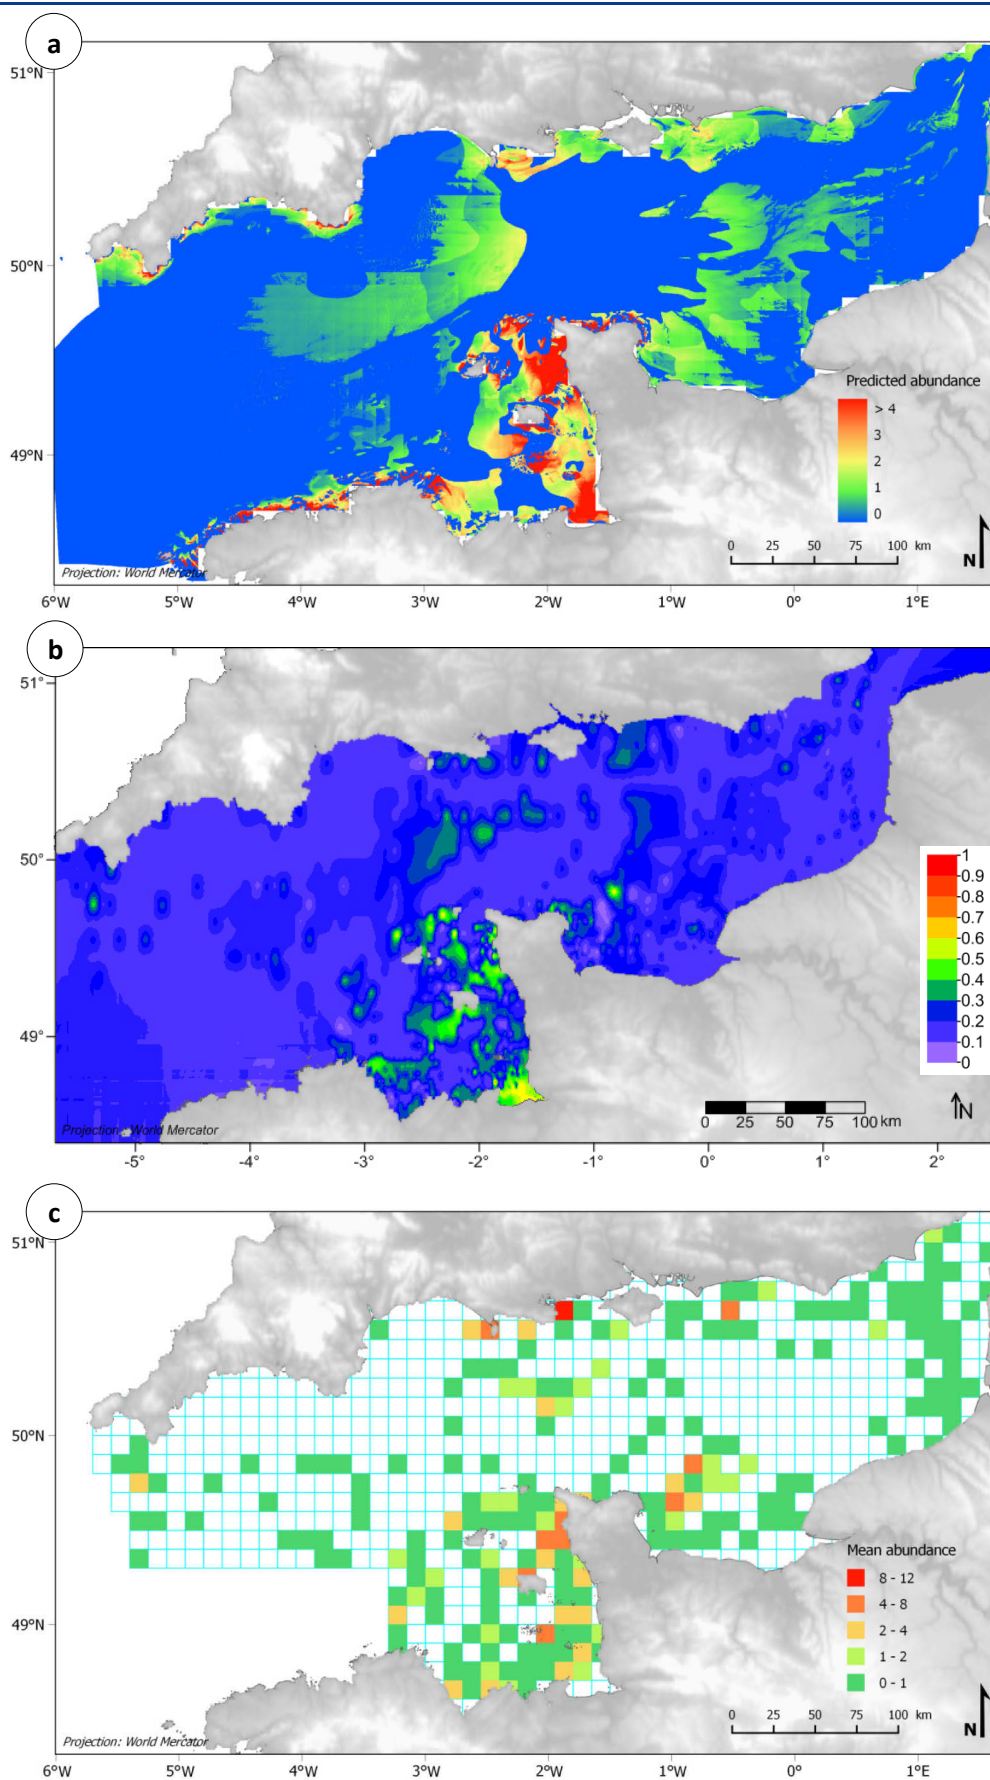 a
51°N
50°N
49°N
Predicted abundance
> 4
3
2
1
0
0 25 50 75 100 km
N
Projection: World Mercator
6°W 5°W 4°W 3°W 2°W 1°W 0° 1°E
b
51°
50°
49°
1
0.9
0.8
0.7
0.6
0.5
0.4
0.3
0.2
0.1
0
N
0 25 50 75 100 km
Projection: World Mercator
-5° -4° -3° -2° -1° 0° 1° 2°
c
51°N
50°N
49°N
Mean abundance
8 - 12
4 - 8
2 - 4
1 - 2
0 - 1
0 25 50 75 100 km
N
Projection: World Mercator
6°W 5°W 4°W 3°W 2°W 1°W 0° 1°E